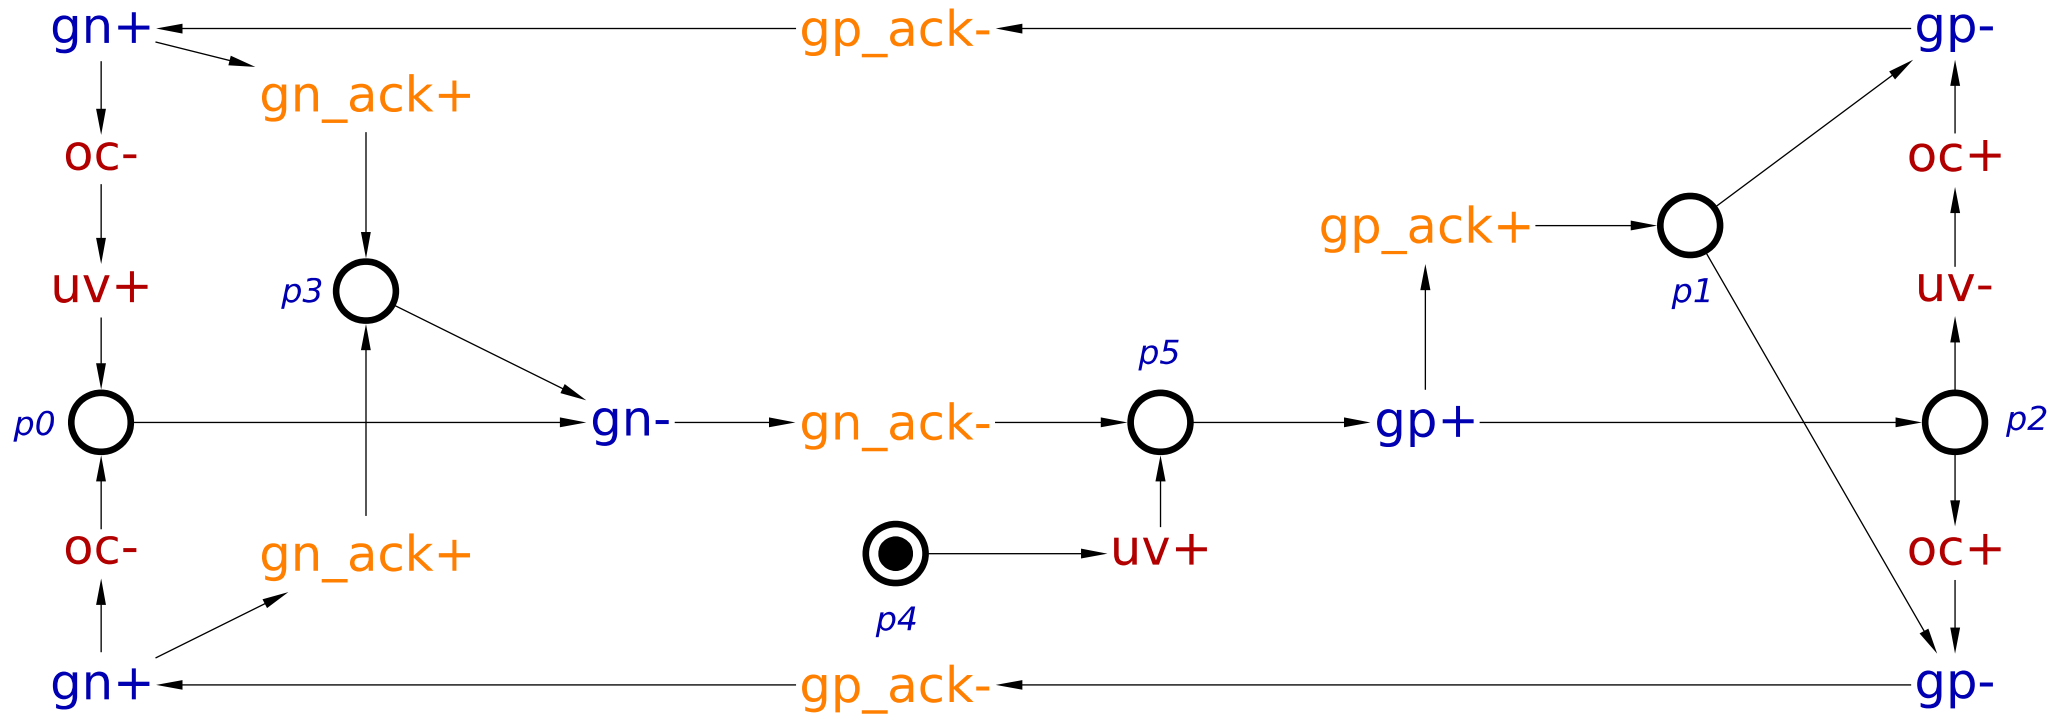 gn+
gp_ack-
gp-
gn_ack+
oc-
oc+
gp_ack+
uv+
p3
p1
uv-
p5
p0
gn-
gn_ack-
gp+
p2
oc-
gn_ack+
uv+
oc+
p4
gn+
gp_ack-
gp-